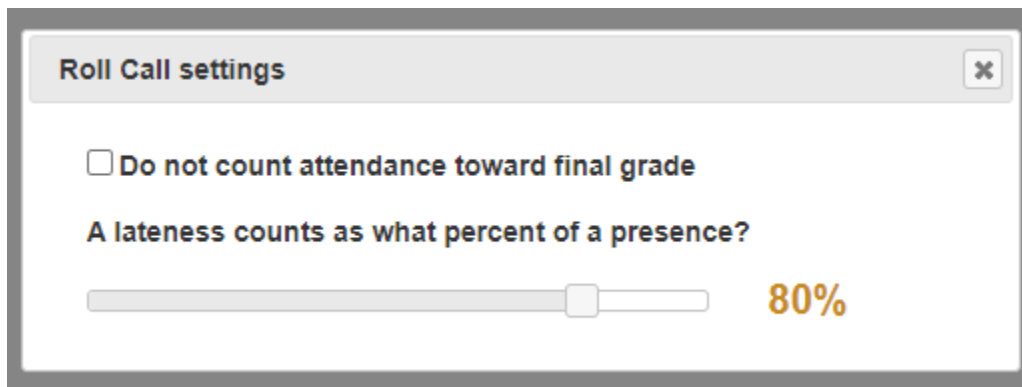 Roll Call settings
Do not count attendance toward final grade
A lateness counts as what percent of a presence?
80%